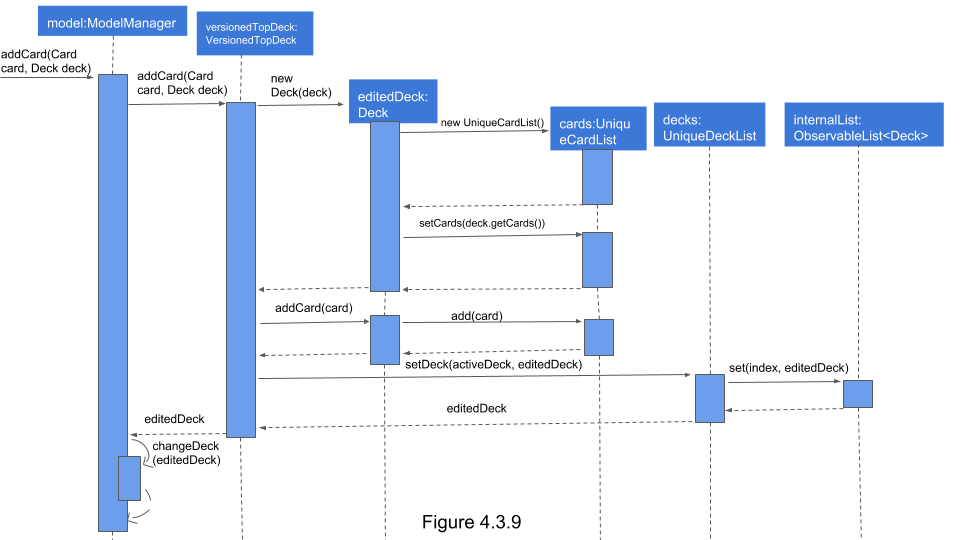 model:ModelManager
versionedTopDeck:
VersionedTopDeck
addCard(Card
card, Deck deck)
addCard(Card
card, Deck deck)
new
Deck(deck)
editedDeck:
Deck
new UniqueCardList()
cards:Uniqu
eCardList
decks:
UniqueDeckList
internalList:
ObservableList<Deck>
setCards(deck.getCards())
addCard(card)
add(card)
setDeck(activeDeck, editedDeck)
set(index, editedDeck)
editedDeck
editedDeck
changeDeck
(editedDeck)
Figure 4.3.9